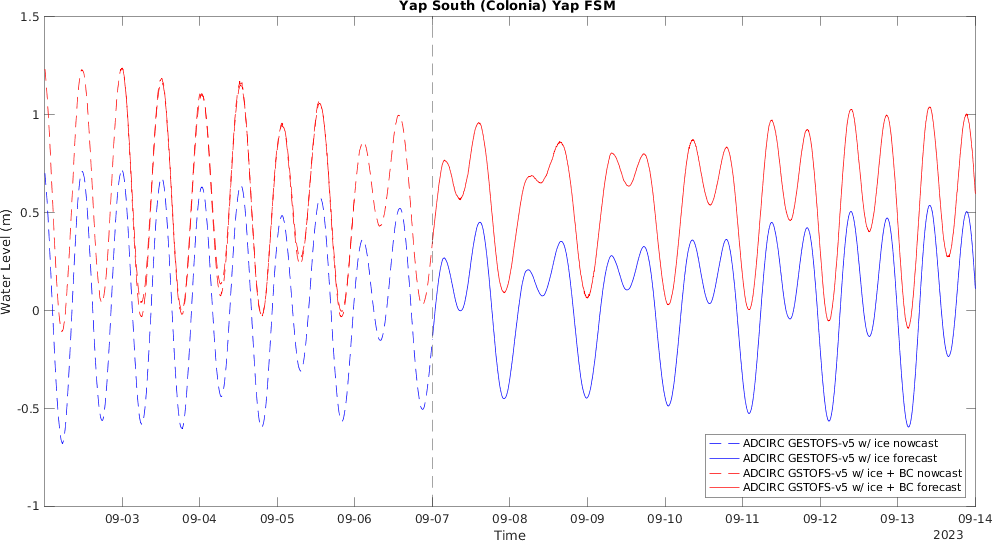 Yap South (Colonia) Yap FSM
1.5
1
0.5
0
-0.5
-1
Water Level (m)
09-03 09-04 09-05 09-06 09-07 09-08 09-09 09-10 09-11 09-12 09-13 09-14
2023
Time
ADCIRC GESTOFS-v5 w/ ice nowcast
ADCIRC GESTOFS-v5 w/ ice forecast
ADCIRC GSTOFS-v5 w/ ice + BC nowcast
ADCIRC GSTOFS-v5 w/ ice + BC forecast